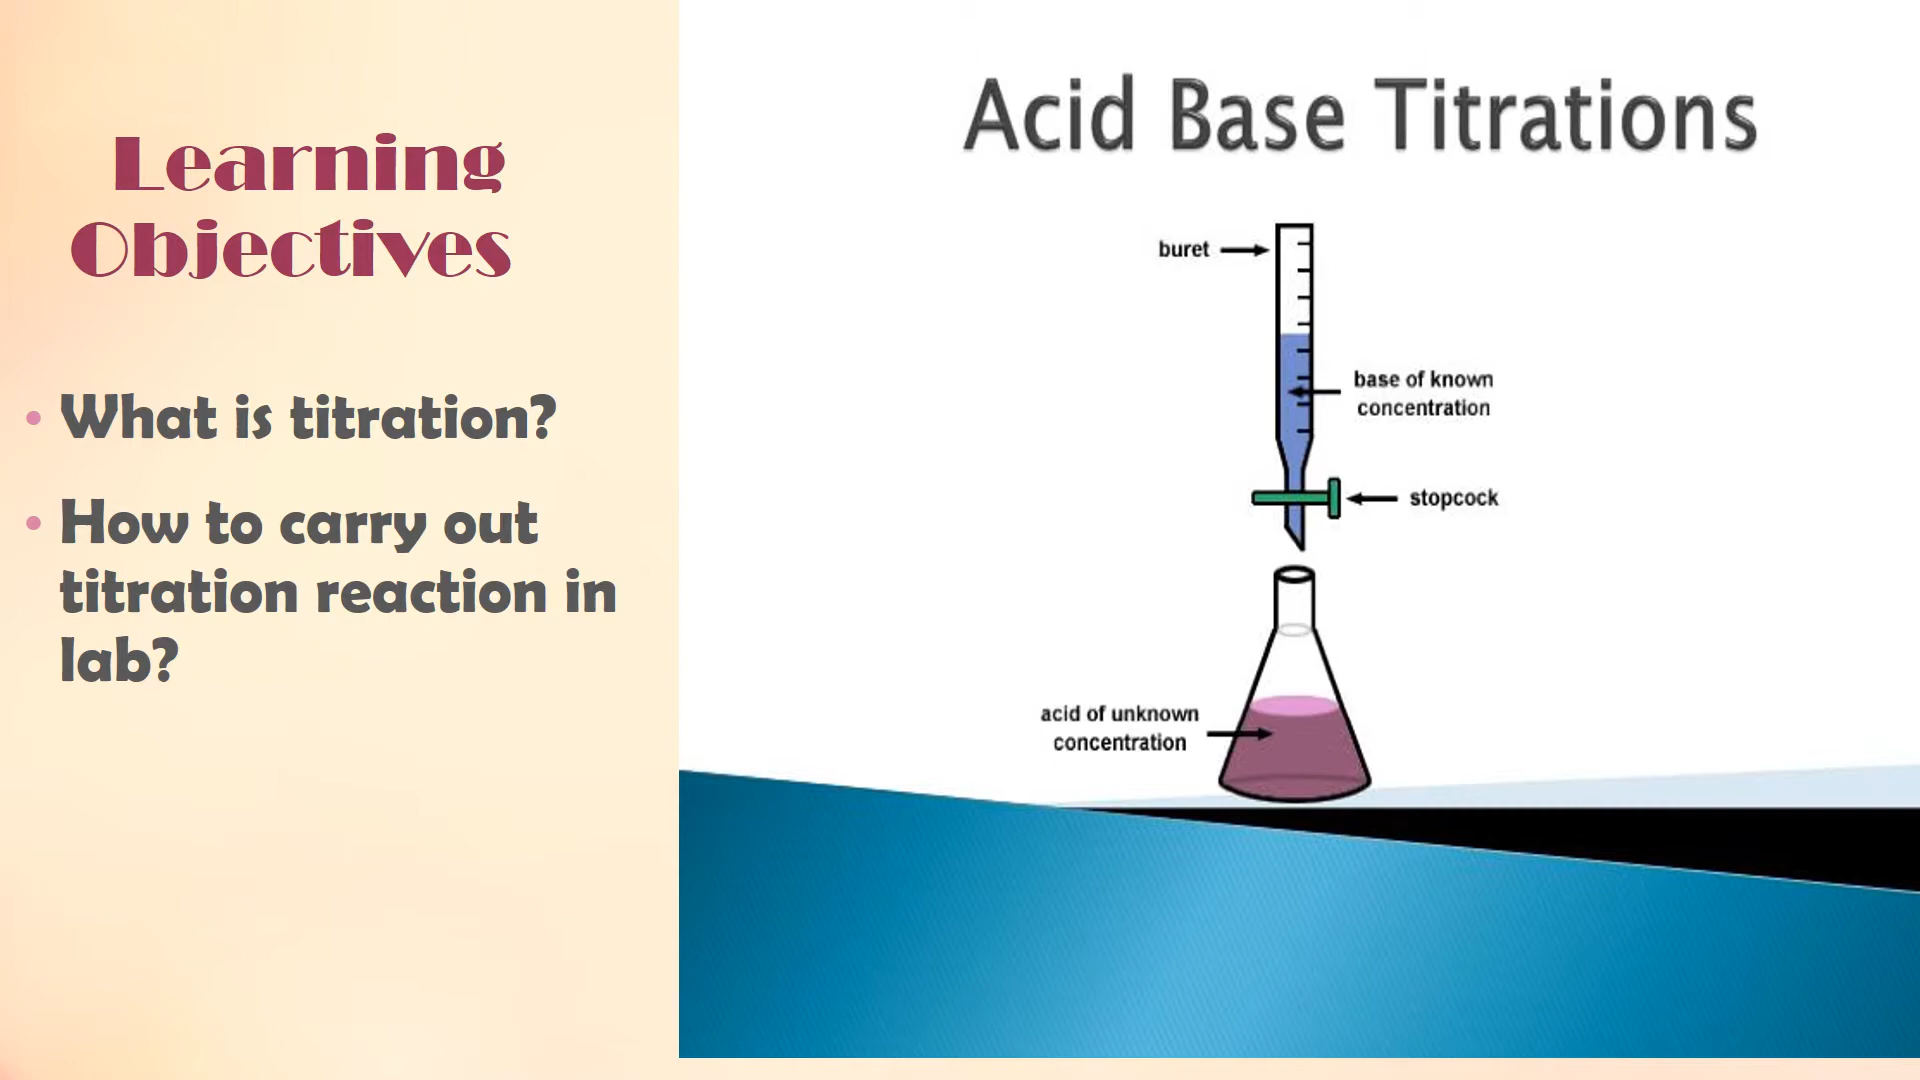 Learning
Objectives
• What is titration?
• How to carry out
titration reaction in
lab?
Acid Base Titrations
buret
base of known
concentration
stopcock
acid of unknown
concentration